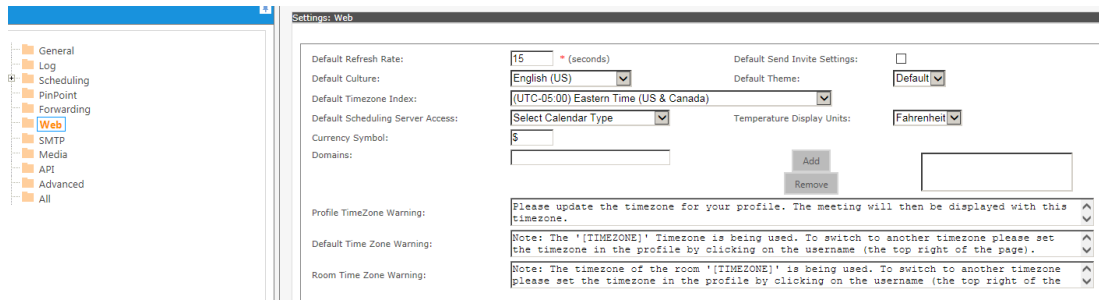 Settings: Web
General
Log
Scheduling
PinPoint
Forwarding
Web
SMTP
Media
API
Advanced
All
Default Refresh Rate: 15 * (seconds) Default Send Invite Settings:
Default Culture: English (US) Default Theme: Default
Default Timezone Index: (UTC-05:00) Eastern Time (US & Canada)
Default Scheduling Server Access: Select Calendar Type Temperature Display Units: Fahrenheit
Currency Symbol: $
Domains: Add
Remove
Profile TimeZone Warning: Please update the timezone for your profile. The meeting will then be displayed with this
timezone.
Default Time Zone Warning: Note: The '[TIMEZONE]' Timezone is being used. To switch to another timezone please set
the timezone in the profile by clicking on the username (the top right of the page).
Room Time Zone Warning: Note: The timezone of the room '[TIMEZONE]' is being used. To switch to another timezone
please set the timezone in the profile by clicking on the username (the top right of the